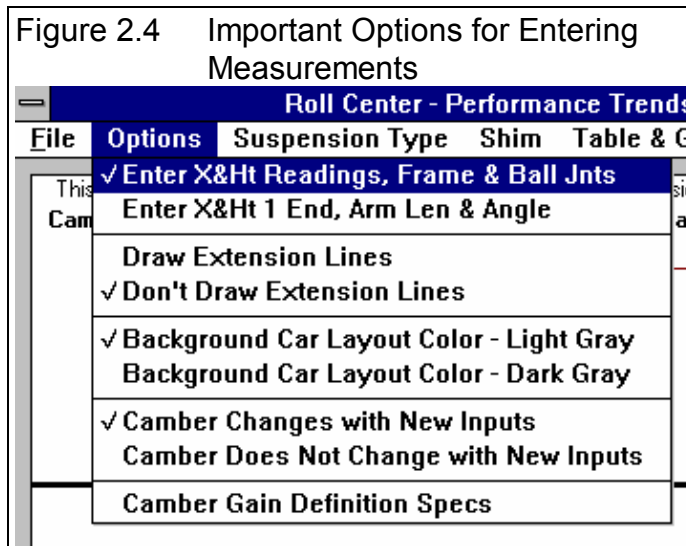 Figure 2.4 Important Options for Entering
Measurements
Roll Center - Performance Trends
File Options Suspension Type Shim Table & G
This
Cam
√ Enter X&Ht Readings, Frame & Ball Jnts
Enter X&Ht 1 End, Arm Len & Angle
Draw Extension Lines
√ Don't Draw Extension Lines
√ Background Car Layout Color - Light Gray
Background Car Layout Color - Dark Gray
√ Camber Changes with New Inputs
Camber Does Not Change with New Inputs
Camber Gain Definition Specs